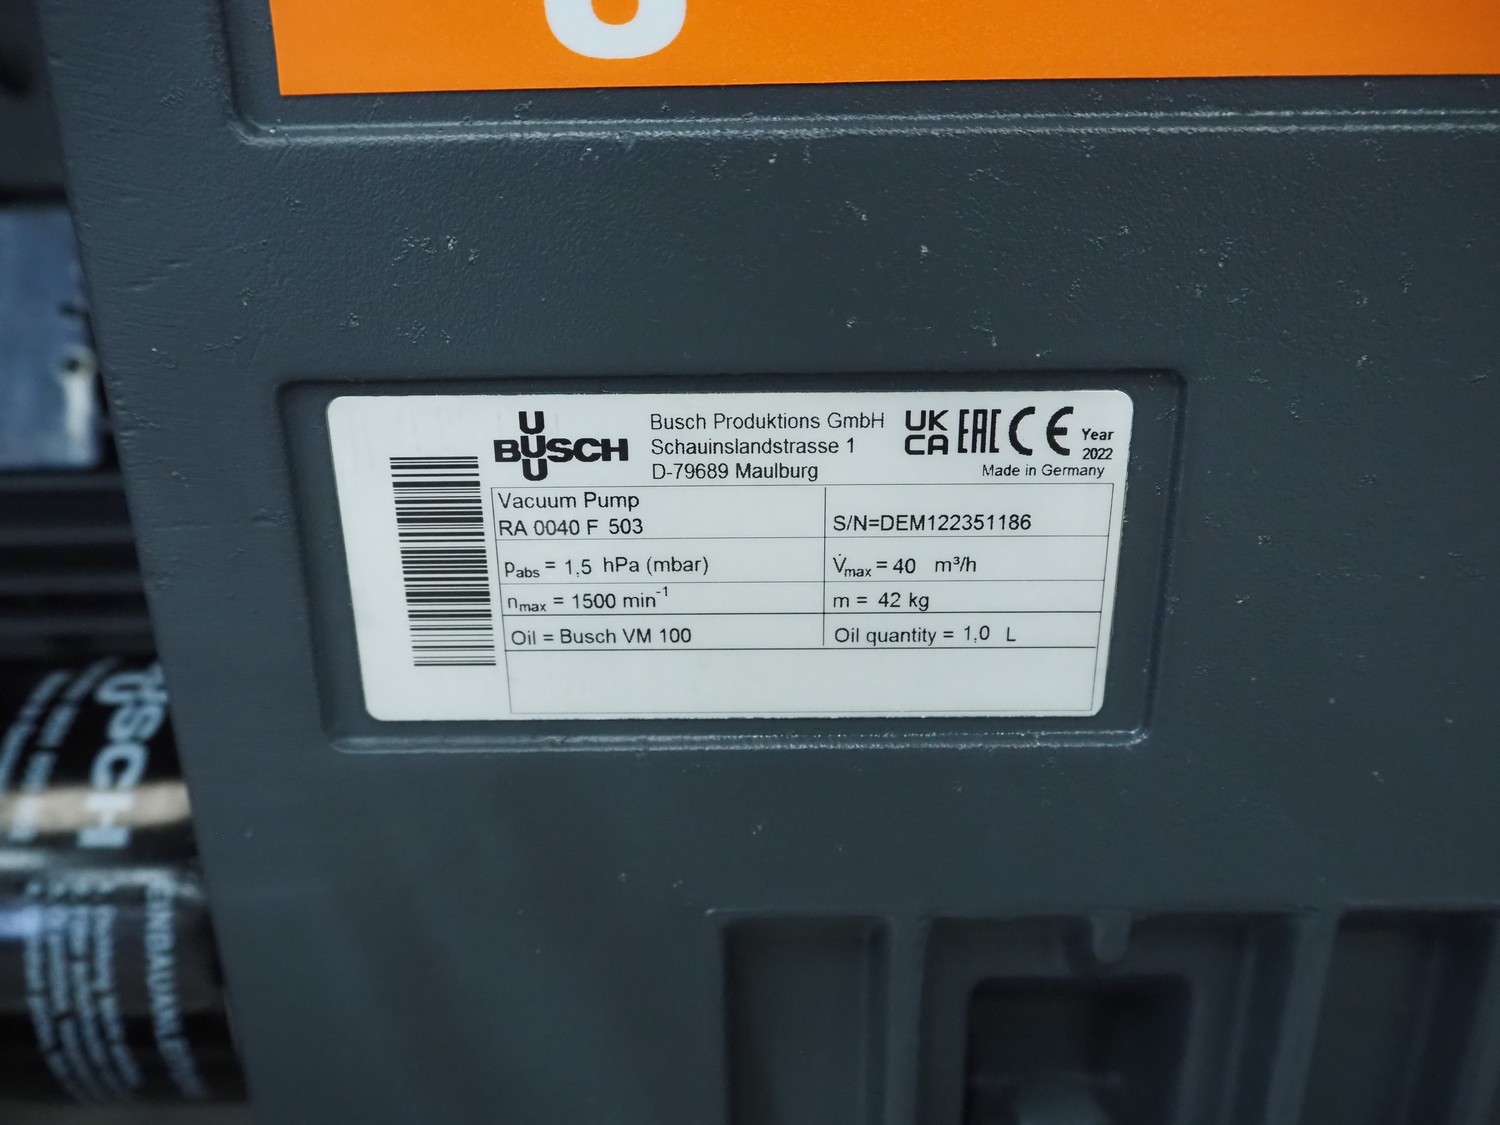 U
BUSCH
U
Busch Produktions GmbH
Schauinslandstrasse 1
D-79689 Maulburg
UK
CA EAC CE
Year
2022
Made in Germany
Vacuum Pump
RA 0040 F 503
S/N=DEM122351186
pabs = 1,5 hPa (mbar)
V̇max = 40 m³/h
nmax = 1500 min⁻¹
m = 42 kg
Oil = Busch VM 100
Oil quantity = 1,0 L
BUSCH